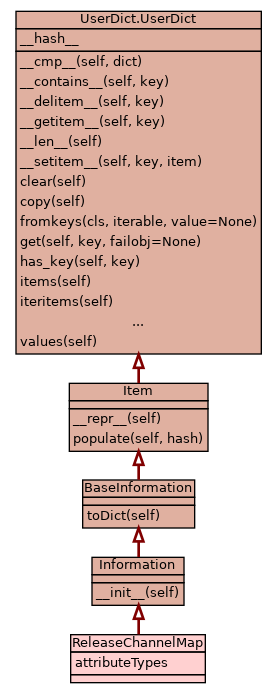 UserDict.UserDict
__hash__
__cmp__(self, dict)
__contains__(self, key)
__delitem__(self, key)
__getitem__(self, key)
__len__(self)
__setitem__(self, key, item)
clear(self)
copy(self)
fromkeys(cls, iterable, value=None)
get(self, key, failobj=None)
has_key(self, key)
items(self)
iteritems(self)
...
values(self)
Item
__repr__(self)
populate(self, hash)
BaseInformation
toDict(self)
Information
__init__(self)
ReleaseChannelMap
attributeTypes